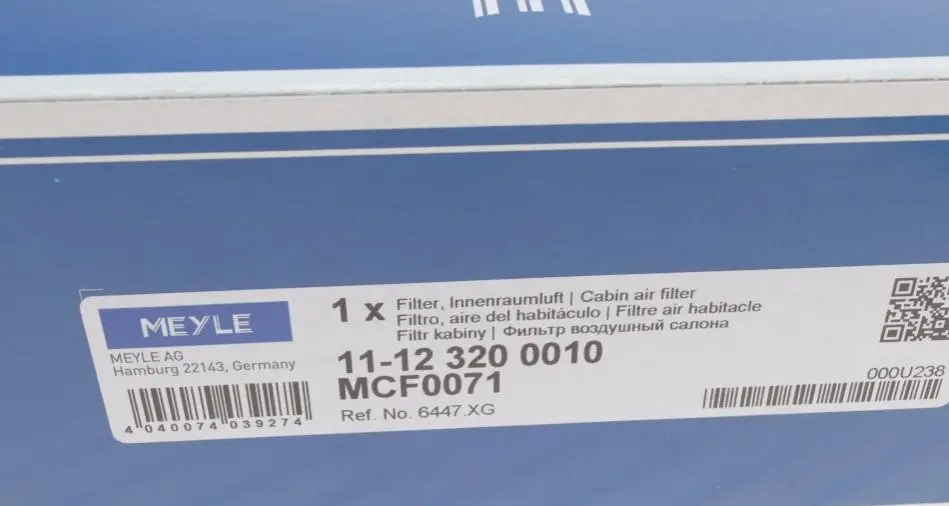 MEYLE
MEYLE AG
Hamburg 22143, Germany
4 040074 039274
1 x
Filter, Innenraumluft | Cabin air filter
Filtro, aire del habitáculo | Filtre air habitacle
Filtr kabiny | Фильтр воздушный салона
11-12 320 0010
MCF0071
Ref. No. 6447.XG
000U238